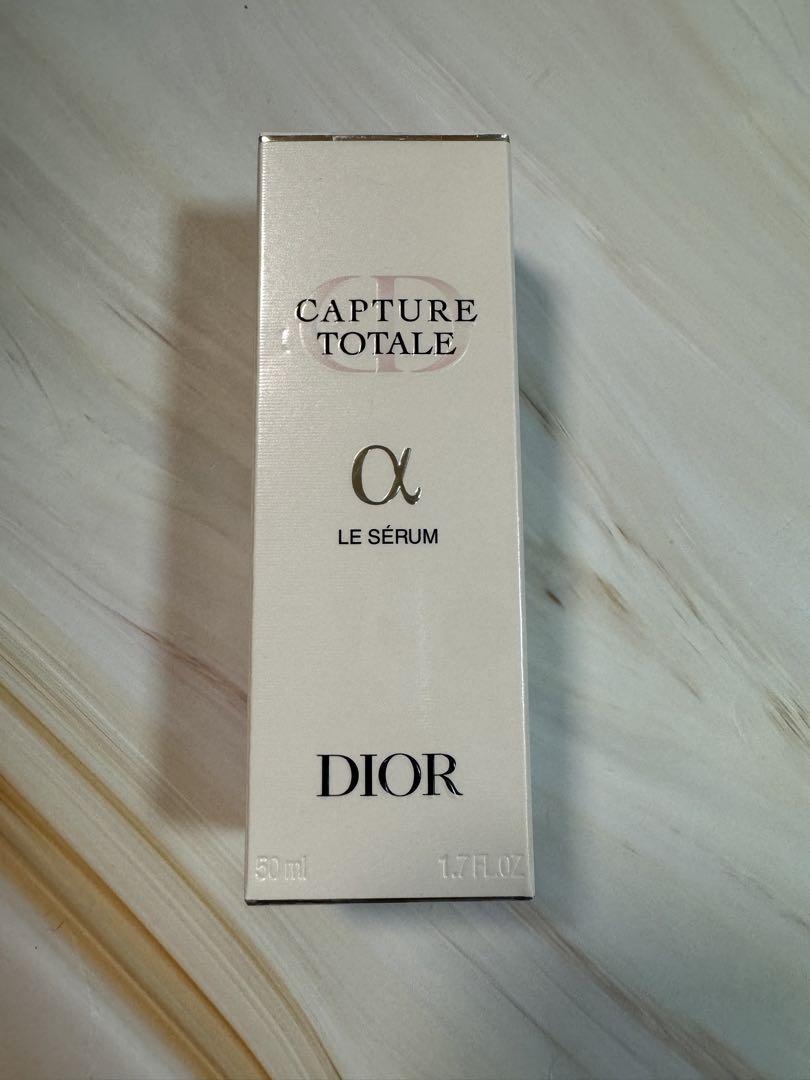 CAPTURE
TOTALE
α
LE SÉRUM
DIOR
50 ml 1.7 FL.OZ